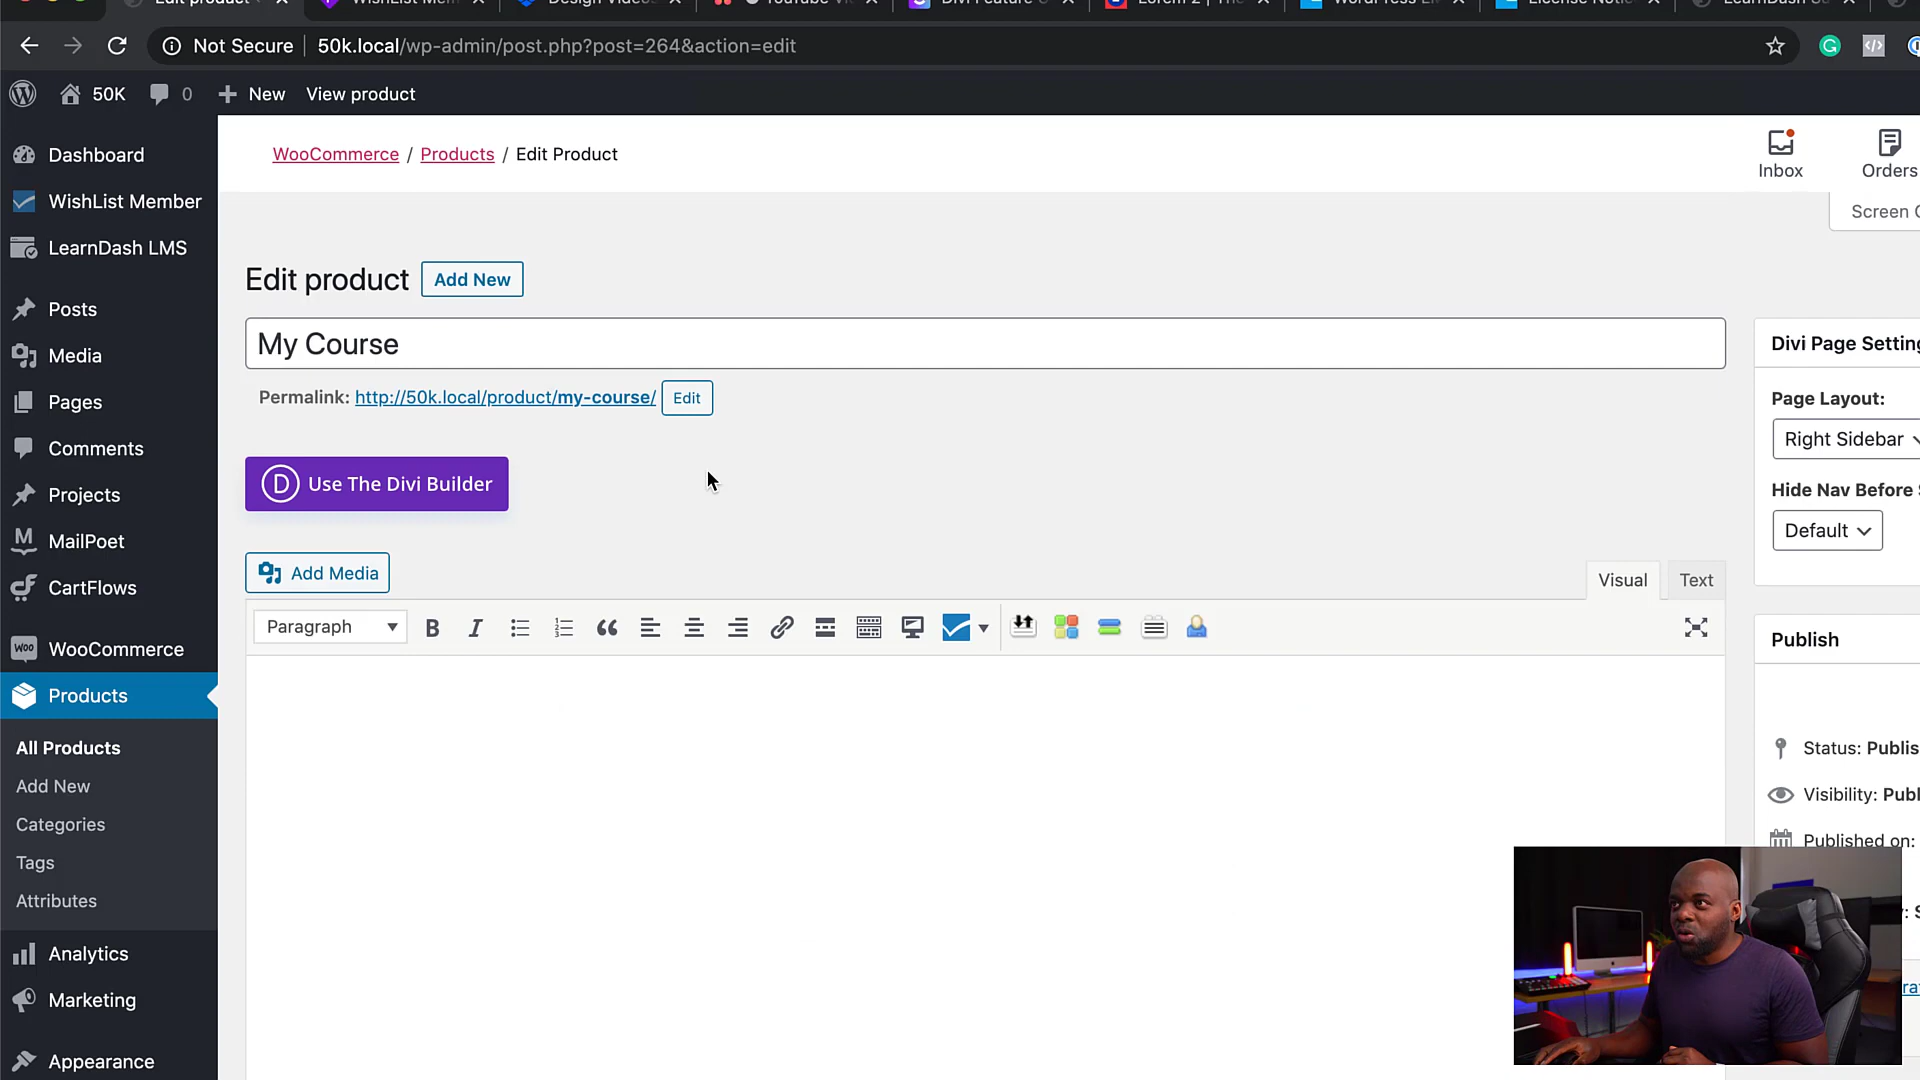 Edit product
WishList Mem
Design Videos
YouTube Vi
Divi Feature
Lorem 2 | The
WordPress El
License Notic
LearnDash Su
Not Secure
50k.local/wp-admin/post.php?post=264&action=edit
50K
0
New
View product
Dashboard
WishList Member
LearnDash LMS
Posts
Media
Pages
Comments
Projects
MailPoet
CartFlows
WooCommerce
Products
All Products
Add New
Categories
Tags
Attributes
Analytics
Marketing
Appearance
WooCommerce / Products / Edit Product
Inbox
Orders
Screen
Edit product
Add New
My Course
Permalink: http://50k.local/product/my-course/ Edit
D Use The Divi Builder
Add Media
Visual
Text
Paragraph
B I
Divi Page Setting
Page Layout:
Right Sidebar
Hide Nav Before
Default
Publish
Status: Publis
Visibility: Publ
Published on: